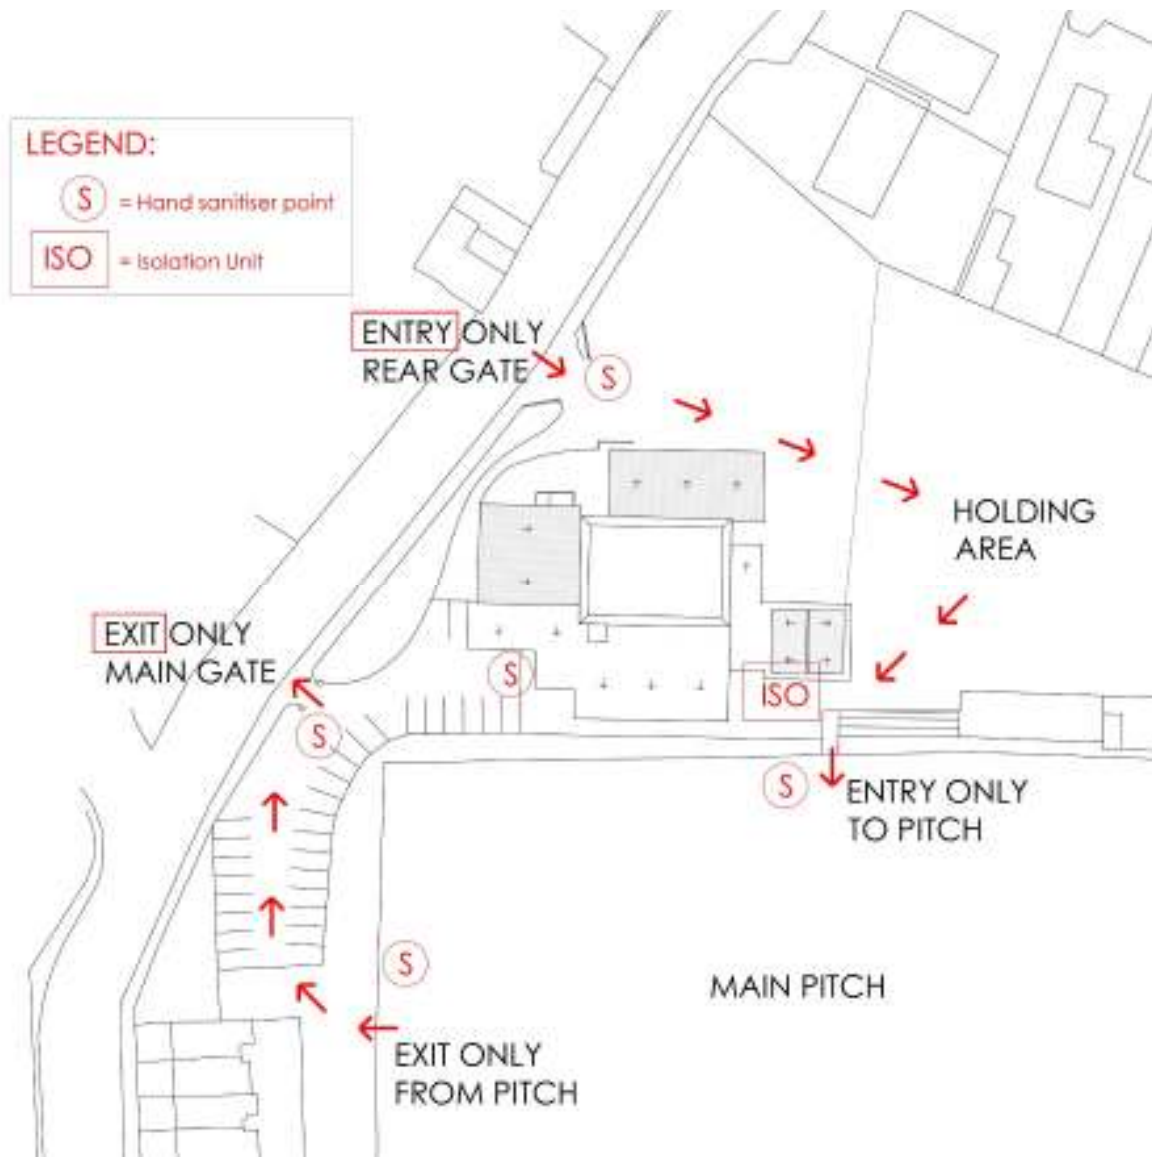 LEGEND:
S = Hand sanitiser point
ISO = Isolation Unit
ENTRY ONLY
REAR GATE
S
HOLDING
AREA
EXIT ONLY
MAIN GATE
S
ISO
S
S
ENTRY ONLY
TO PITCH
S
MAIN PITCH
EXIT ONLY
FROM PITCH